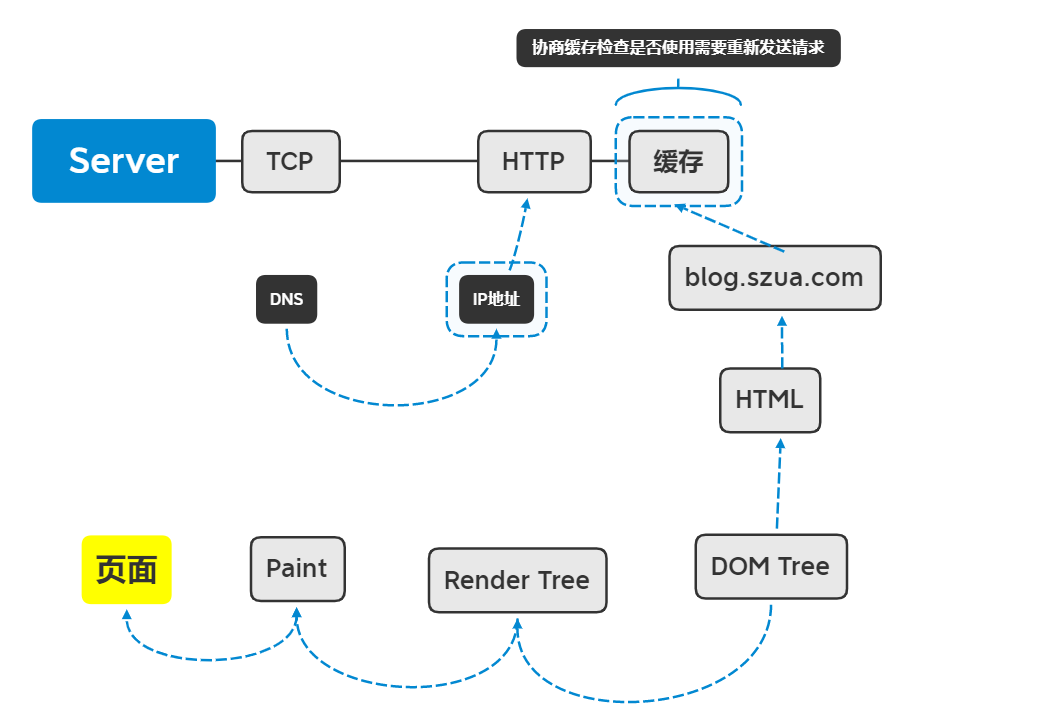 协商缓存检查是否使用需要重新发送请求
Server
TCP
HTTP
缓存
blog.szua.com
DNS
IP地址
HTML
页面
Paint
Render Tree
DOM Tree